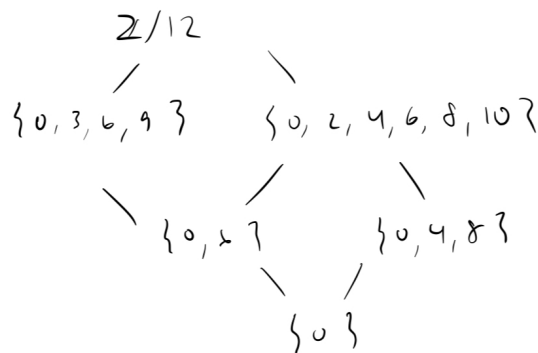 ℤ/12
{0, 3, 6, 9} {0, 2, 4, 6, 8, 10}
{0, 6} {0, 4, 8}
{0}